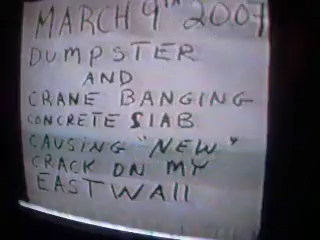 MARCH 9TH 2007
DUMPSTER
AND
CRANE BANGING
CONCRETE SlAB
CAUSING "NEW"
CRACK ON MY
EAST WAll